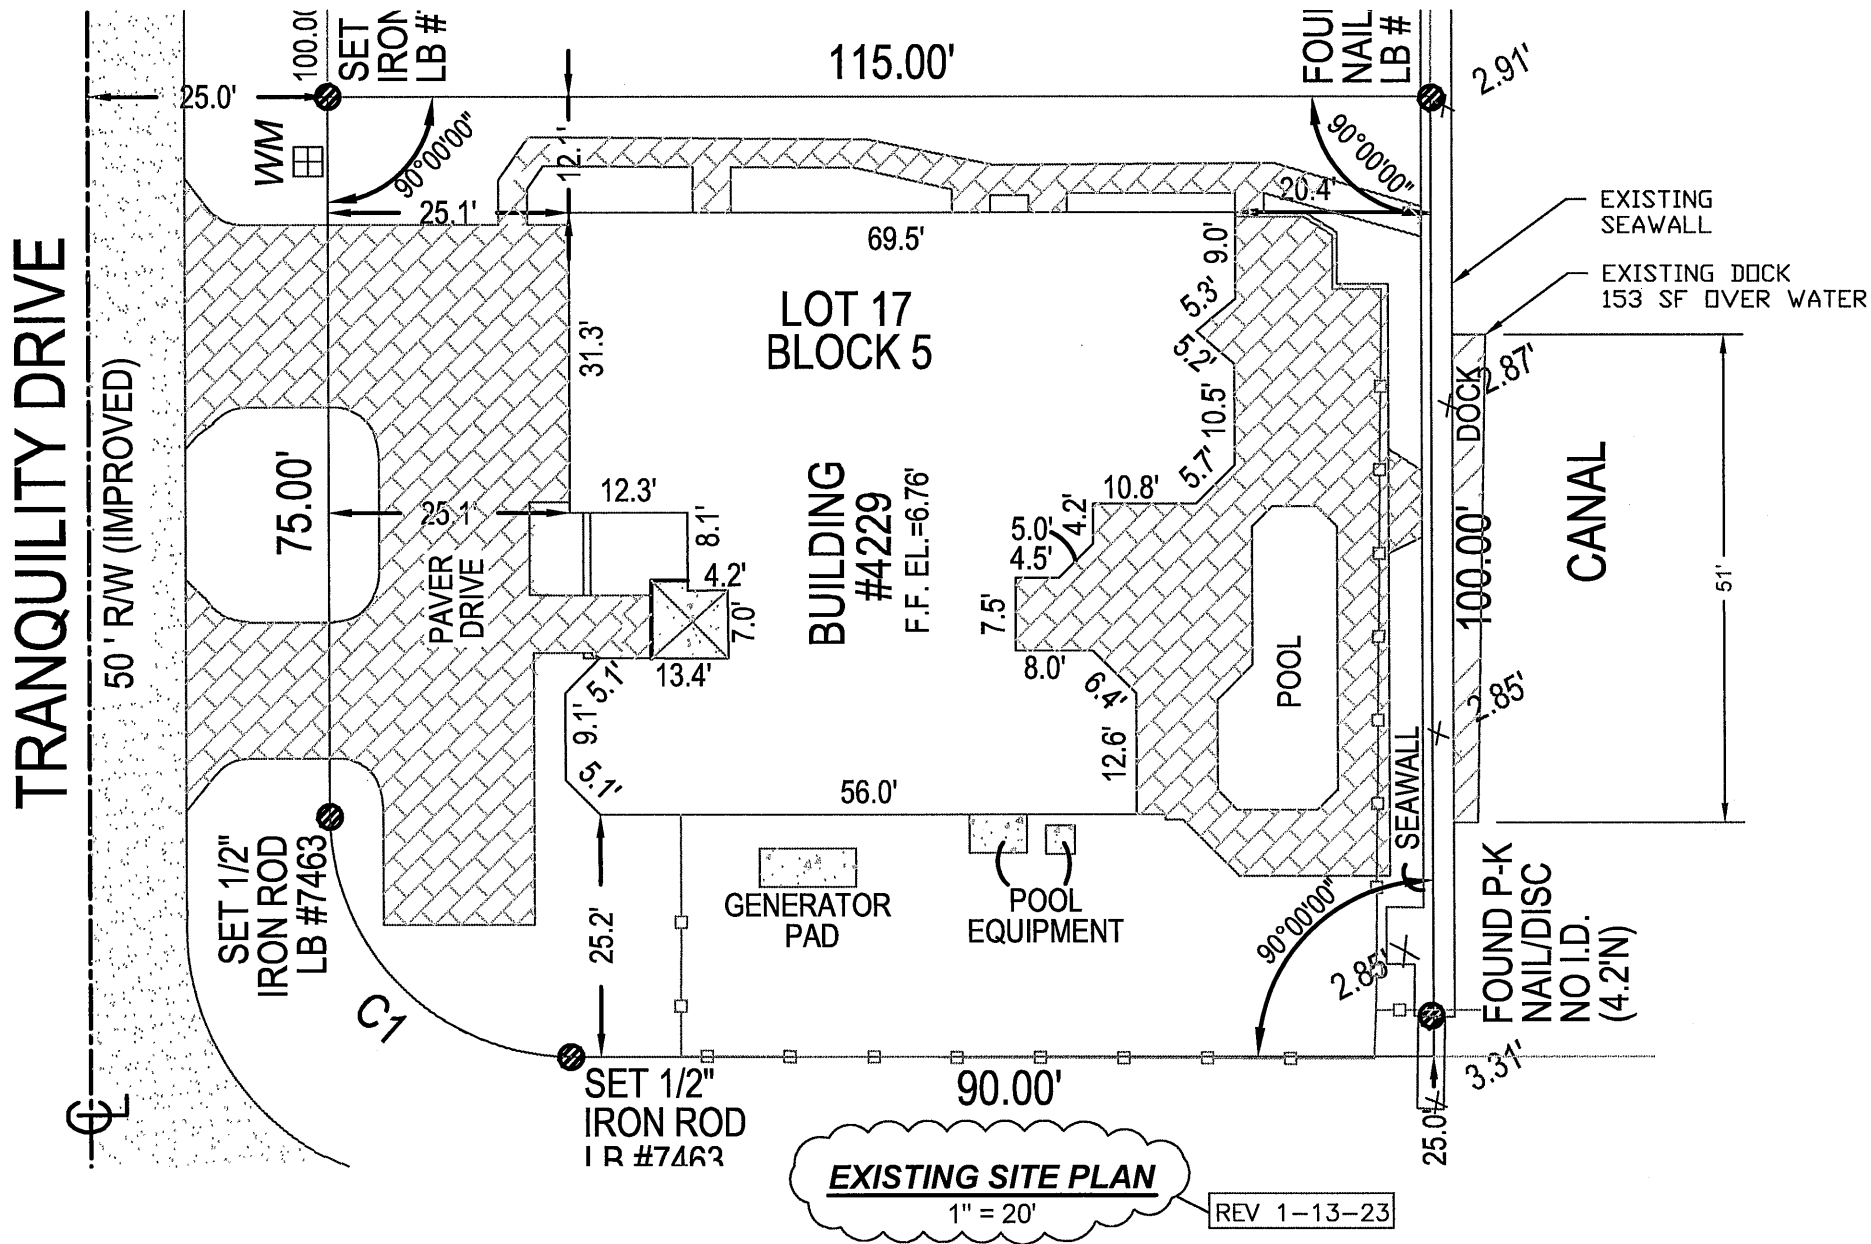 100.00
SET
IRON
LB #
115.00'
FOU
NAIL
LB #
2.91'
25.0'
WM
90°00'00"
12.1'
90°00'00"
20.4'
EXISTING
SEAWALL
25.1'
69.5'
9.0'
EXISTING DOCK
153 SF OVER WATER
TRANQUILITY DRIVE
50 ' R/W (IMPROVED)
31.3'
LOT 17
BLOCK 5
5.3'
5.2'
10.5'
5.7'
2.87'
DOCK
CANAL
75.00'
25.1'
12.3'
8.1'
BUILDING
#4229
F.F. EL.=6.76'
10.8'
4.2'
5.0'
4.5'
100.00'
51'
PAVER
DRIVE
4.2'
7.0'
7.5'
POOL
13.4'
8.0'
5.1'
6.4'
2.85'
9.1'
12.6'
SEAWALL
5.1'
56.0'
SET 1/2"
IRON ROD
LB #7463
25.2'
GENERATOR
PAD
POOL
EQUIPMENT
90°00'00"
2.85'
FOUND P-K
NAIL/DISC
NO I.D.
(4.2'N)
C1
3.31'
CL
SET 1/2"
IRON ROD
LB #7463
90.00'
25.0'
EXISTING SITE PLAN
1" = 20'
REV 1-13-23